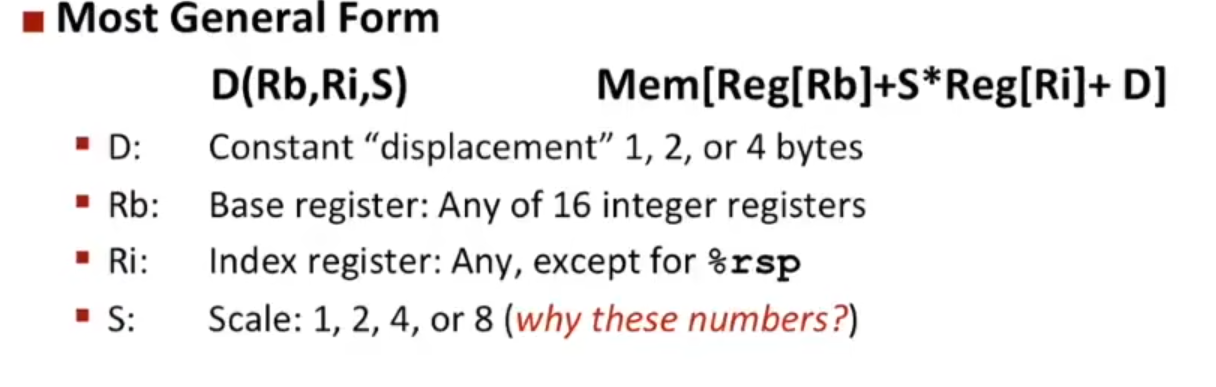 Most General Form
D(Rb,Ri,S) Mem[Reg[Rb]+S*Reg[Ri]+ D]
D: Constant “displacement” 1, 2, or 4 bytes
Rb: Base register: Any of 16 integer registers
Ri: Index register: Any, except for %rsp
S: Scale: 1, 2, 4, or 8 (why these numbers?)